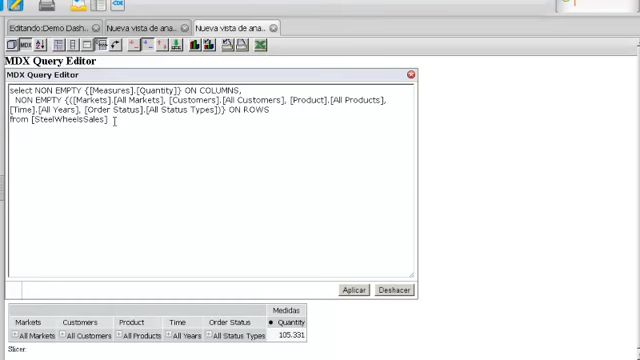 CDE
Editando:Demo Dash..
Nueva vista de ana..
Nueva vista de ana..
MDX
MDX Query Editor
MDX Query Editor
select NON EMPTY {[Measures].[Quantity]} ON COLUMNS,
NON EMPTY {([Markets].[All Markets], [Customers].[All Customers], [Product].[All Products],
[Time].[All Years], [Order Status].[All Status Types])} ON ROWS
from [SteelWheelsSales]
Aplicar
Deshacer
Medidas
Markets Customers Product Time Order Status Quantity
All Markets All Customers All Products All Years All Status Types 105.331
Slicer: